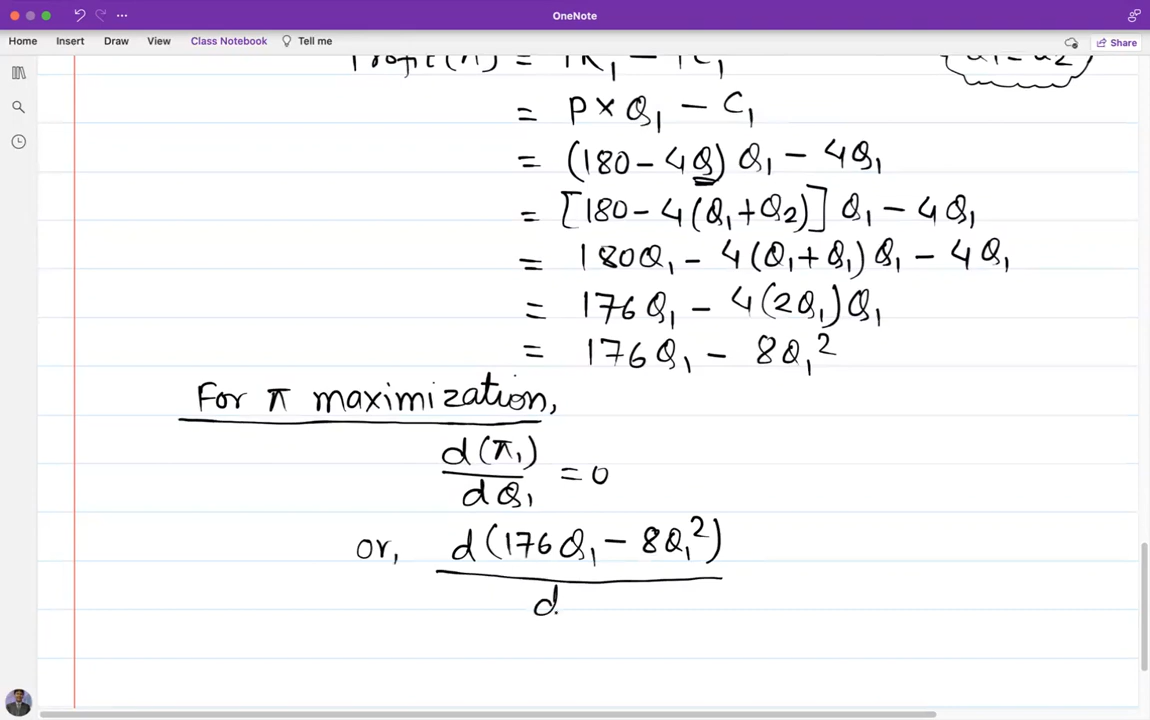 OneNote
Home Insert Draw View Class Notebook Tell me Share
= TR₁ − TC₁
= P × Q₁ − C₁
= (180 − 4Q) Q₁ − 4Q₁
= [180 − 4(Q₁ + Q₂)] Q₁ − 4Q₁
= 180Q₁ − 4(Q₁ + Q₁) Q₁ − 4Q₁
= 176Q₁ − 4(2Q₁)Q₁
= 176Q₁ − 8Q₁²
For π maximization,
d(π₁)
dQ₁
= 0
or, d(176Q₁ − 8Q₁²)
d